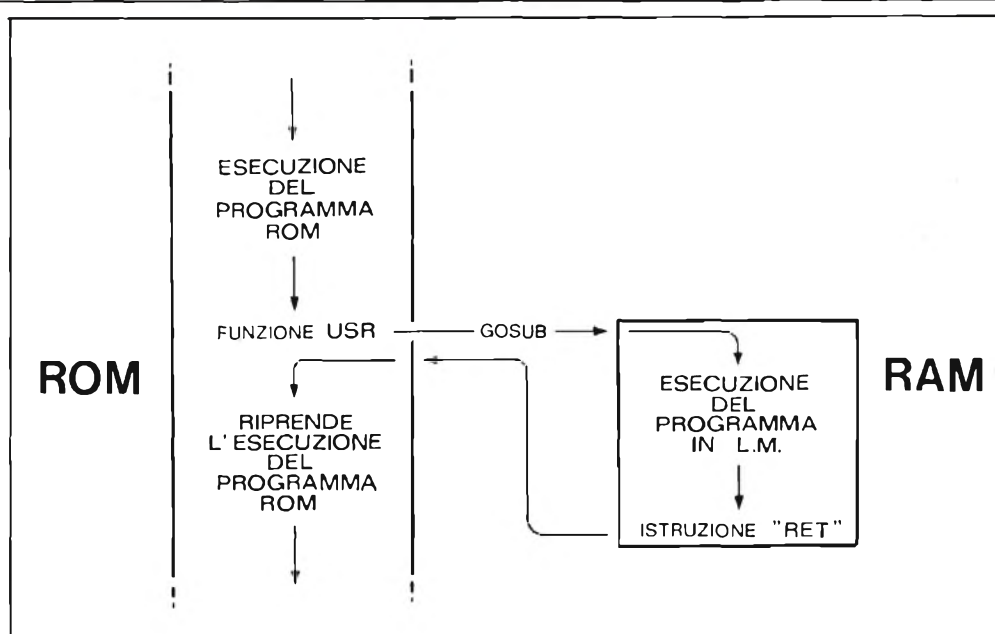 ESECUZIONE
DEL
PROGRAMMA
ROM
FUNZIONE USR
GOSUB
ROM
RIPRENDE
L'ESECUZIONE
DEL
PROGRAMMA
ROM
ESECUZIONE
DEL
PROGRAMMA
IN L.M.
ISTRUZIONE "RET"
RAM